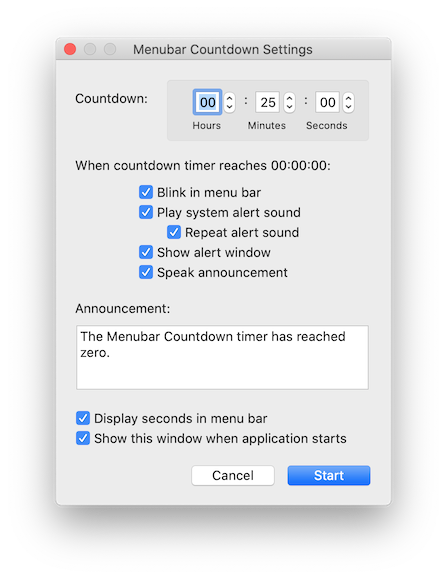 Menubar Countdown Settings
Countdown: 00 : 25 : 00
Hours Minutes Seconds
When countdown timer reaches 00:00:00:
Blink in menu bar
Play system alert sound
Repeat alert sound
Show alert window
Speak announcement
Announcement:
The Menubar Countdown timer has reached
zero.
Display seconds in menu bar
Show this window when application starts
Cancel Start